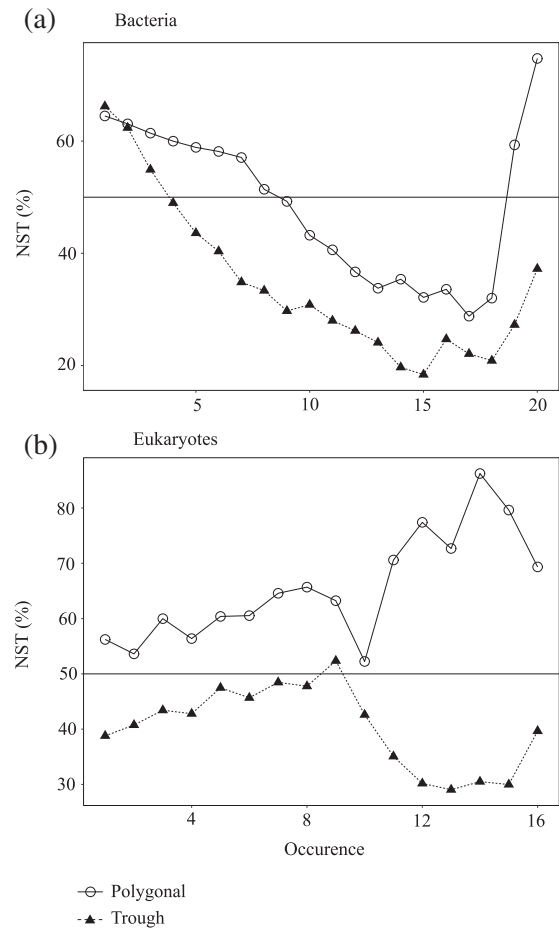 (a) Bacteria
NST (%)
60
40
20
5 10 15 20
(b) Eukaryotes
NST (%)
80
70
60
50
40
30
4 8 12 16
Occurence
Polygonal
Trough